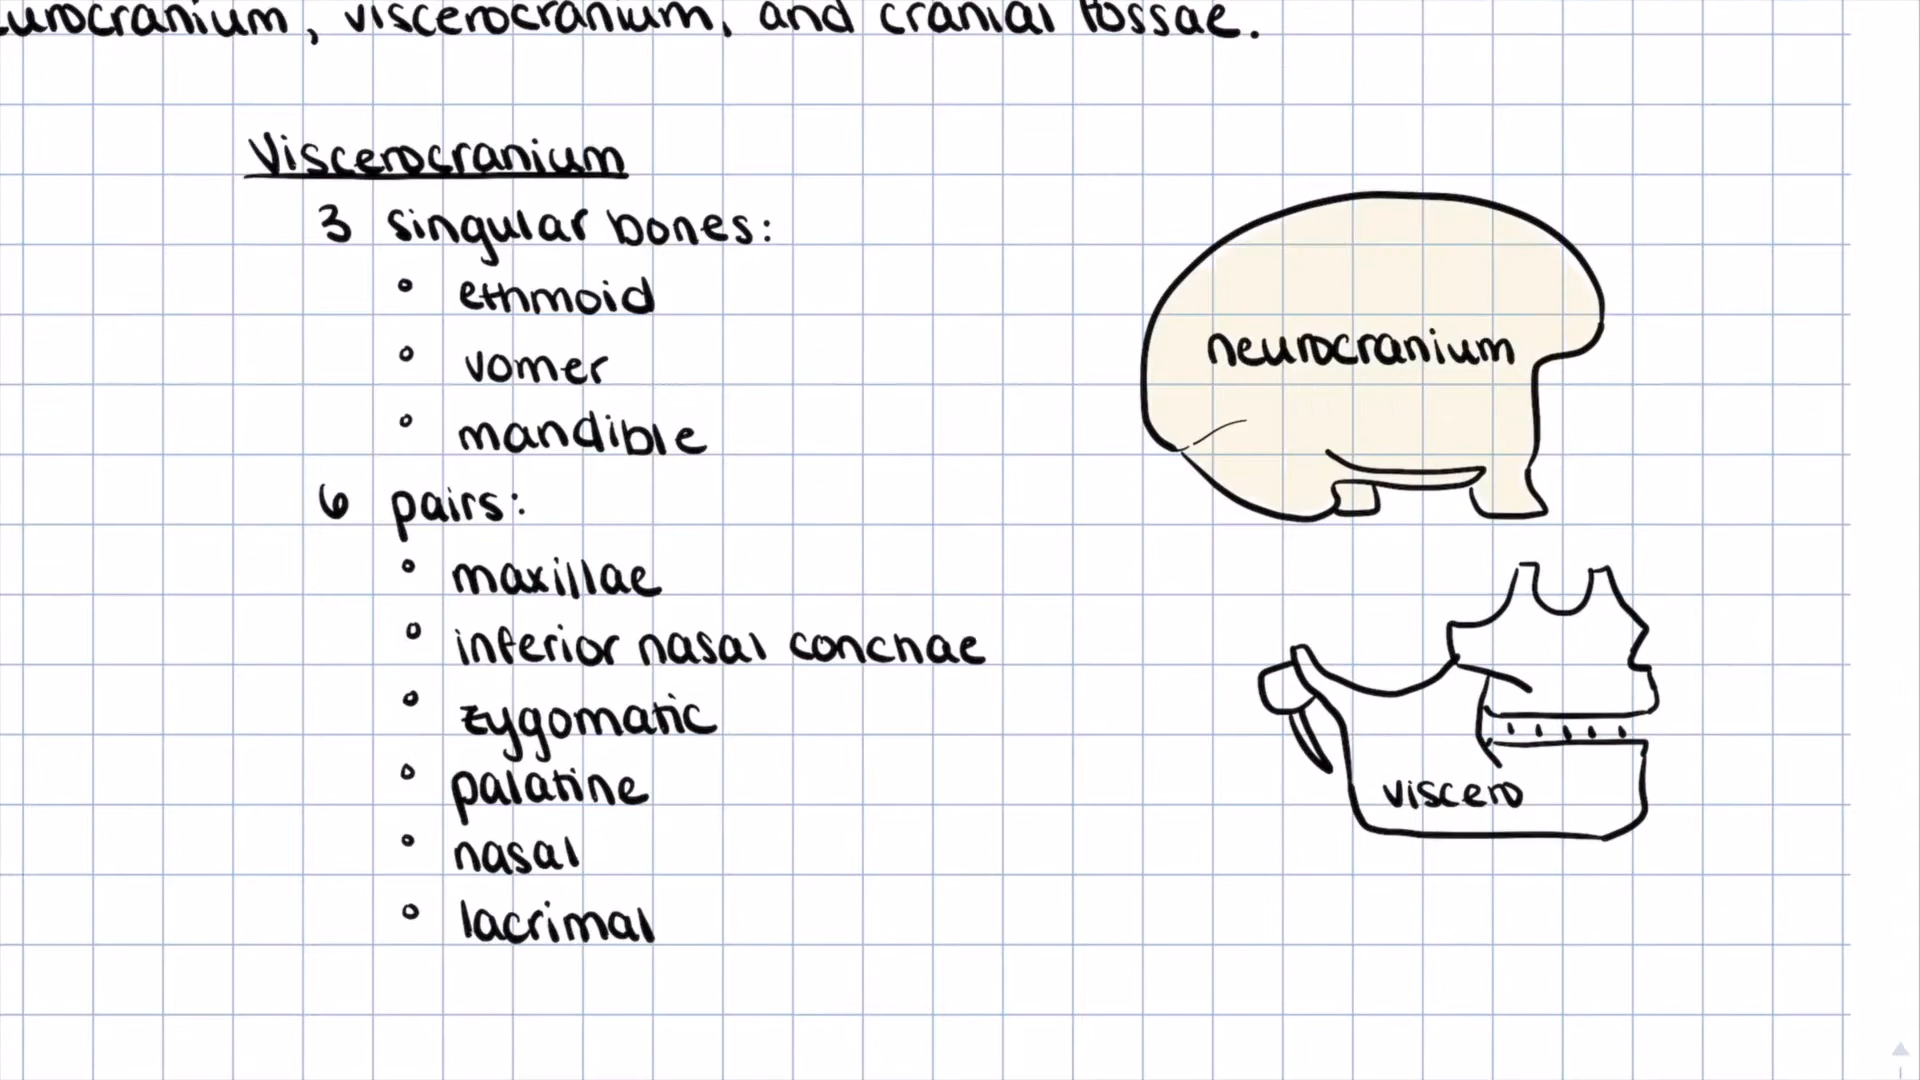 urocranium, viscerocranium, and cranial fossae.
Viscerocranium
3 singular bones:
• ethmoid
• vomer
• mandible
6 pairs:
• maxillae
• inferior nasal conchae
• zygomatic
• palatine
• nasal
• lacrimal
neurocranium
viscero